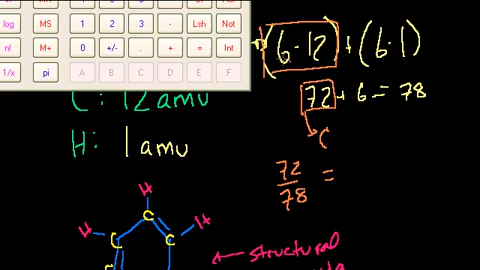 log MS 1 2 3 - Lsh Not
n! M+ 0 +/- . + = Int
1/x pi A B C D E F
(6·12) + (6·1)
72 + 6 = 78
C: 12 amu
C
H: 1 amu
72/78 =
H
H C H
C C
structural